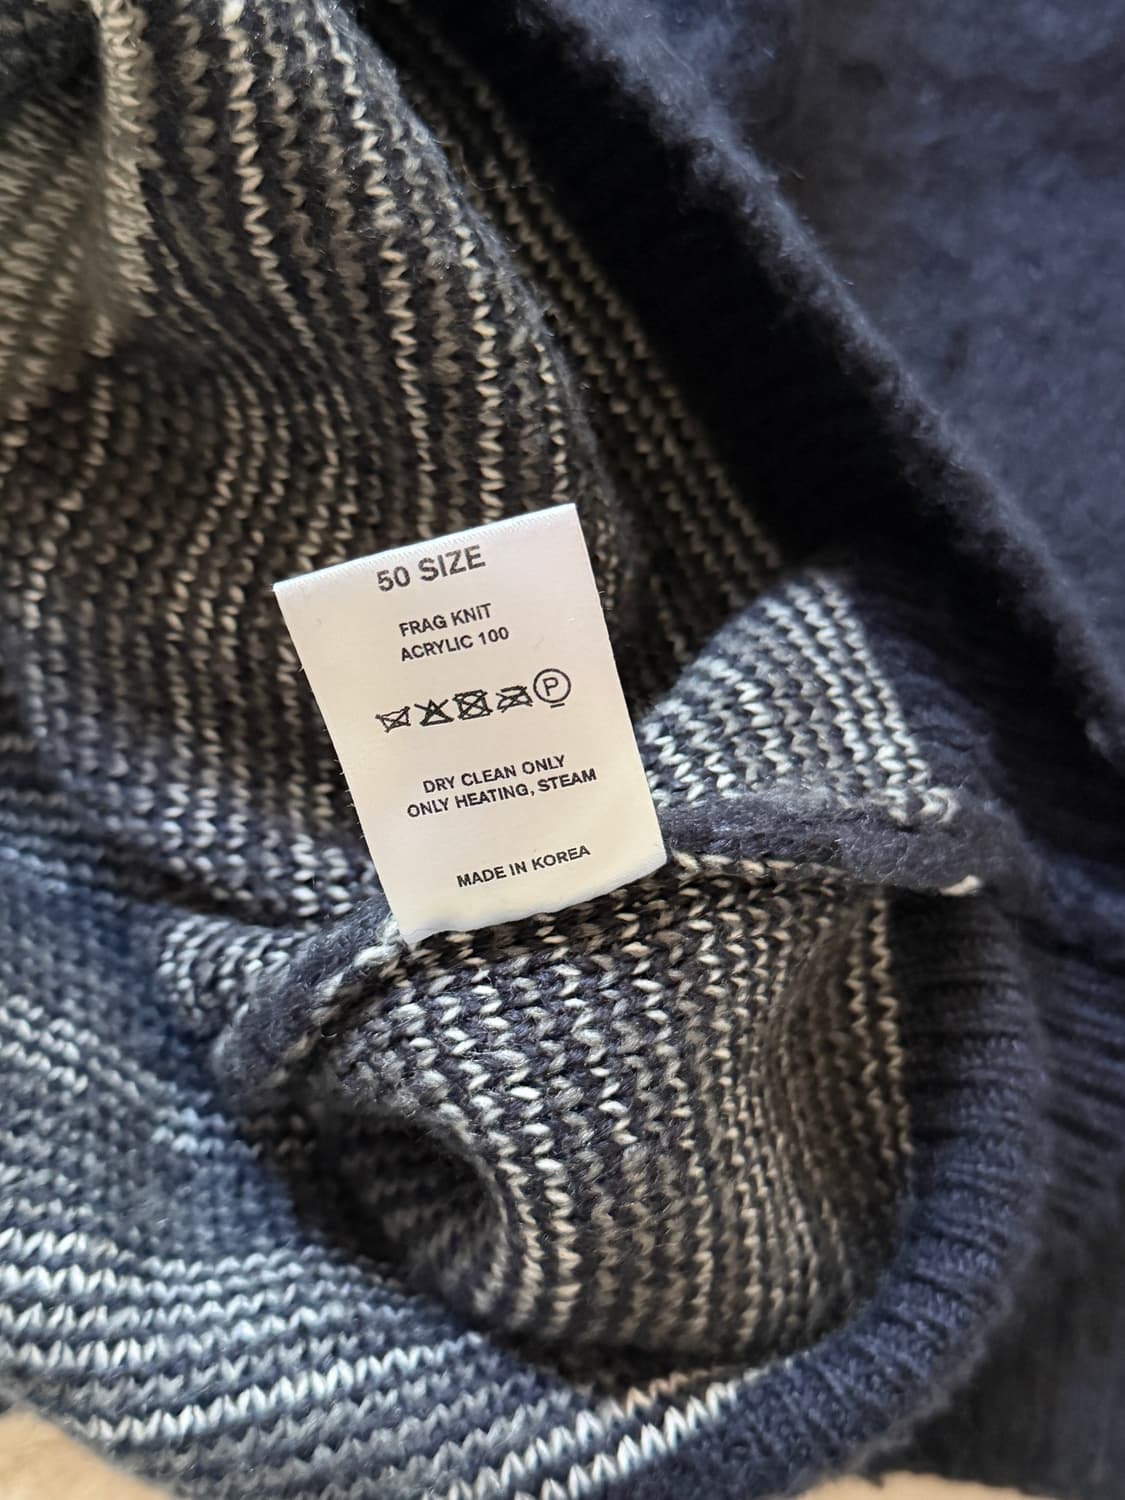 50 SIZE
FRAG KNIT
ACRYLIC 100
P
DRY CLEAN ONLY
ONLY HEATING, STEAM
MADE IN KOREA